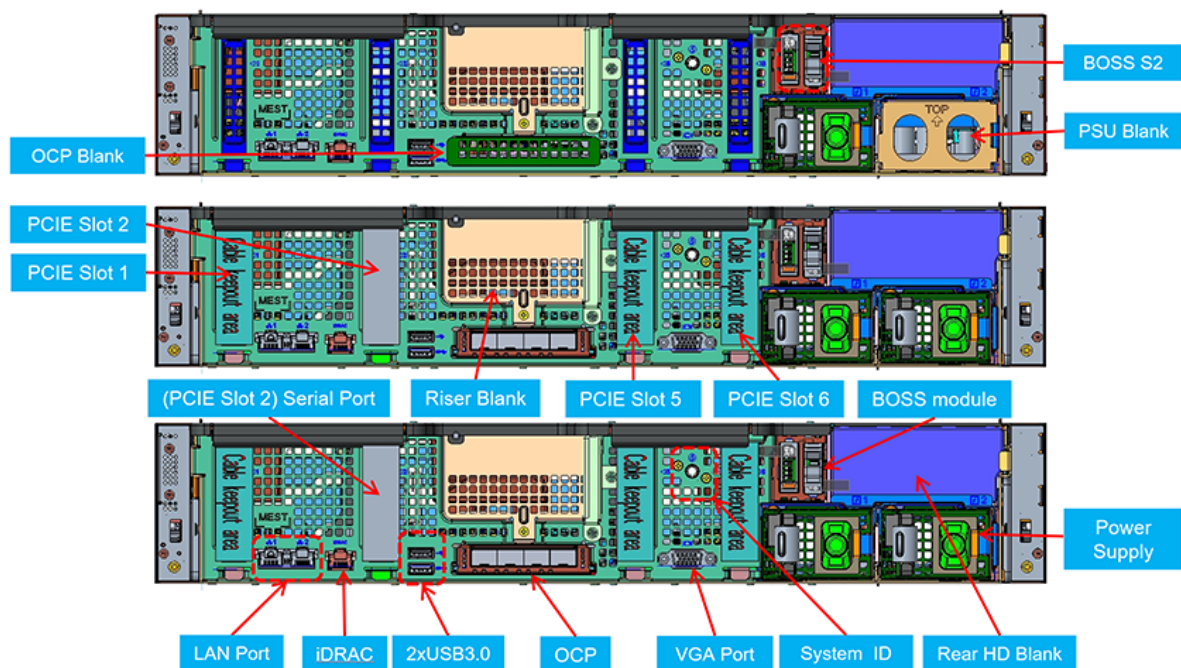 BOSS S2
TOP
PSU Blank
MEST
OCP Blank
PCIE Slot 2
PCIE Slot 1
Cable keepout area
Cable keepout area
Cable keepout area
MEST
(PCIE Slot 2) Serial Port
Riser Blank
PCIE Slot 5
PCIE Slot 6
BOSS module
Cable keepout area
Cable keepout area
Cable keepout area
MEST
Power
Supply
LAN Port
iDRAC
2xUSB3.0
OCP
VGA Port
System ID
Rear HD Blank